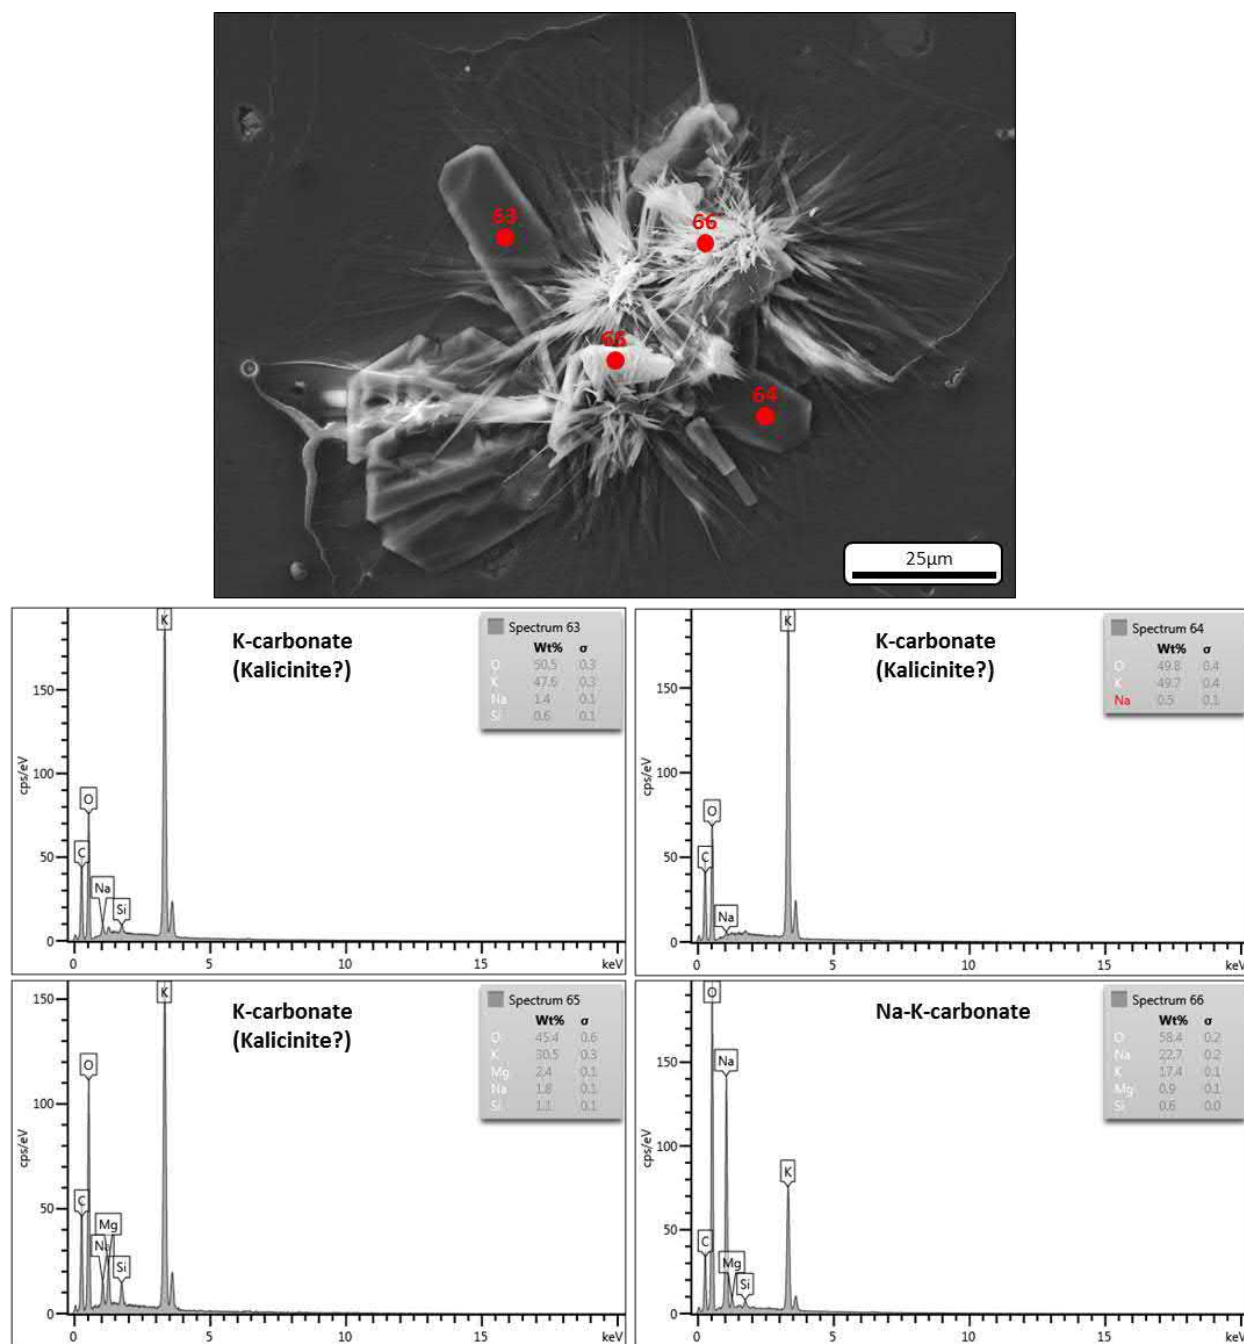 63
66
65
64
25µm
K-carbonate
(Kalicinite?)
Spectrum 63
Wt% σ
O 50.5 0.3
K 47.6 0.3
Na 1.4 0.1
Si 0.6 0.1
K
O
C
Na
Si
150
100
50
0
cps/eV
0 5 10 15 keV
K-carbonate
(Kalicinite?)
Spectrum 64
Wt% σ
O 49.8 0.4
K 49.7 0.4
Na 0.5 0.1
K
O
C
Na
150
100
50
0
cps/eV
0 5 10 15 keV
K-carbonate
(Kalicinite?)
Spectrum 65
Wt% σ
O 45.4 0.6
K 30.5 0.3
Mg 2.4 0.1
Na 1.8 0.1
Si 1.1 0.1
K
O
C
Mg
Na
Si
150
100
50
0
cps/eV
0 5 10 15 keV
Na-K-carbonate
Spectrum 66
Wt% σ
O 58.4 0.2
Na 22.7 0.2
K 17.4 0.1
Mg 0.9 0.1
Si 0.6 0.0
O
Na
K
C
Mg
Si
150
100
50
0
cps/eV
0 5 10 15 keV